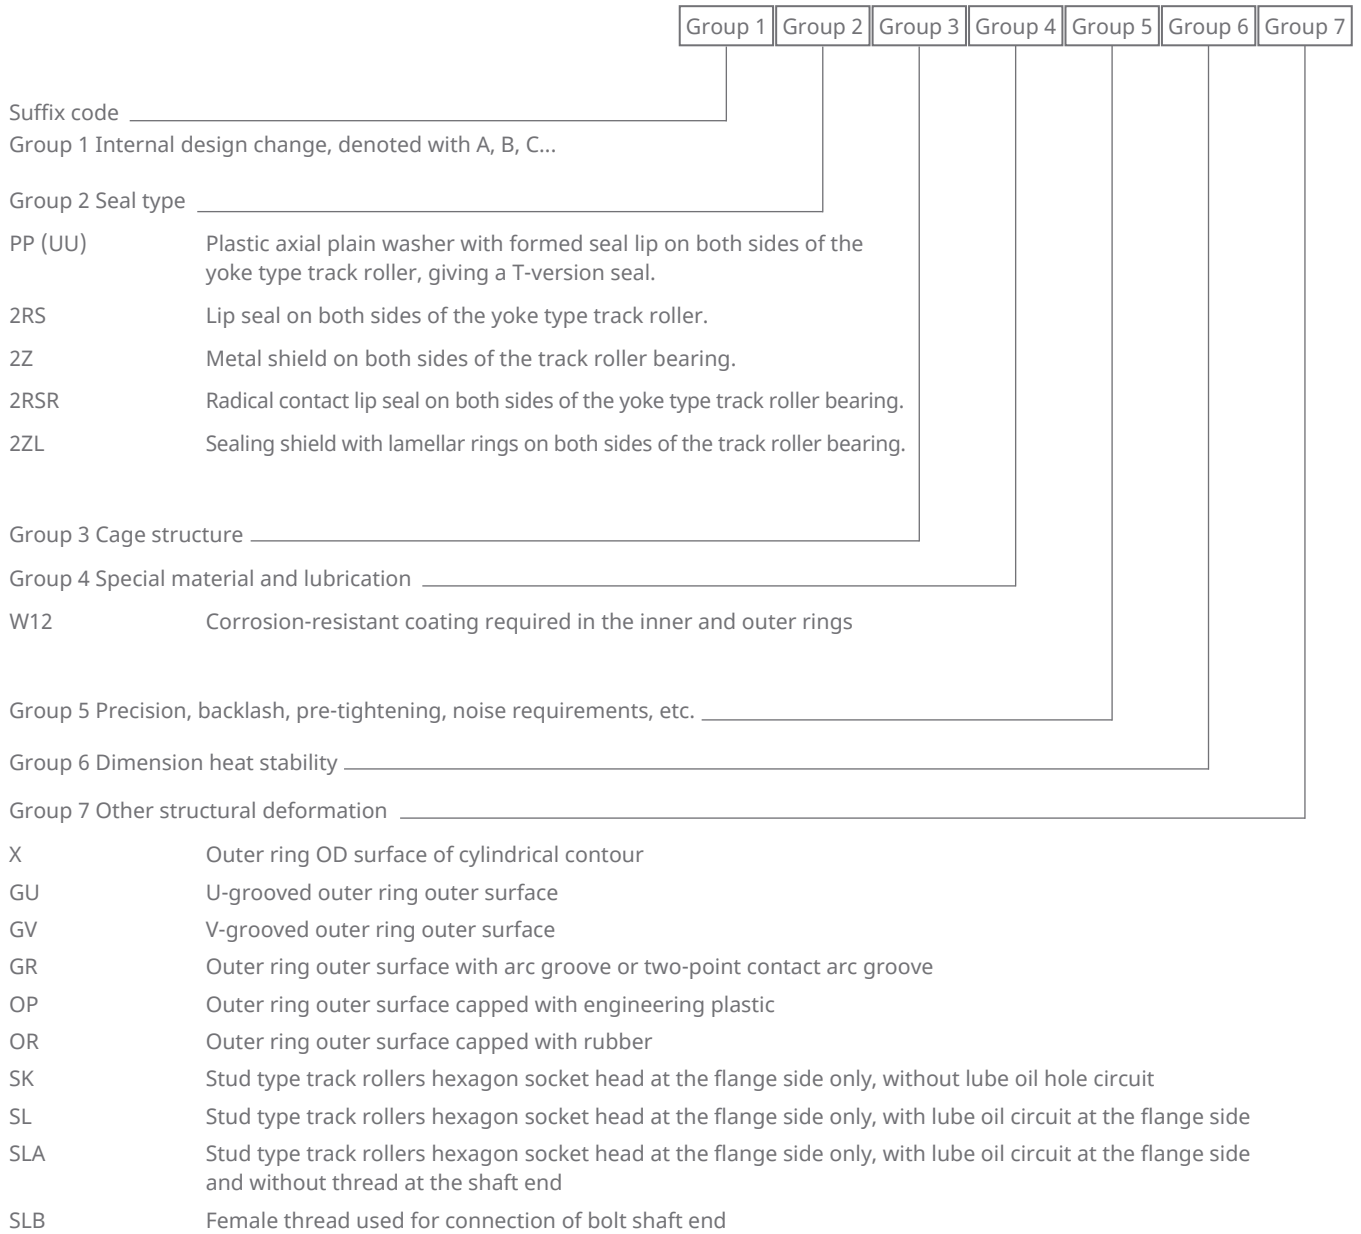 Group 1 Group 2 Group 3 Group 4 Group 5 Group 6 Group 7
Suffix code
Group 1 Internal design change, denoted with A, B, C...
Group 2 Seal type
PP (UU) Plastic axial plain washer with formed seal lip on both sides of the
yoke type track roller, giving a T-version seal.
2RS Lip seal on both sides of the yoke type track roller.
2Z Metal shield on both sides of the track roller bearing.
2RSR Radical contact lip seal on both sides of the yoke type track roller bearing.
2ZL Sealing shield with lamellar rings on both sides of the track roller bearing.
Group 3 Cage structure
Group 4 Special material and lubrication
W12 Corrosion-resistant coating required in the inner and outer rings
Group 5 Precision, backlash, pre-tightening, noise requirements, etc.
Group 6 Dimension heat stability
Group 7 Other structural deformation
X Outer ring OD surface of cylindrical contour
GU U-grooved outer ring outer surface
GV V-grooved outer ring outer surface
GR Outer ring outer surface with arc groove or two-point contact arc groove
OP Outer ring outer surface capped with engineering plastic
OR Outer ring outer surface capped with rubber
SK Stud type track rollers hexagon socket head at the flange side only, without lube oil hole circuit
SL Stud type track rollers hexagon socket head at the flange side only, with lube oil circuit at the flange side
SLA Stud type track rollers hexagon socket head at the flange side only, with lube oil circuit at the flange side
and without thread at the shaft end
SLB Female thread used for connection of bolt shaft end